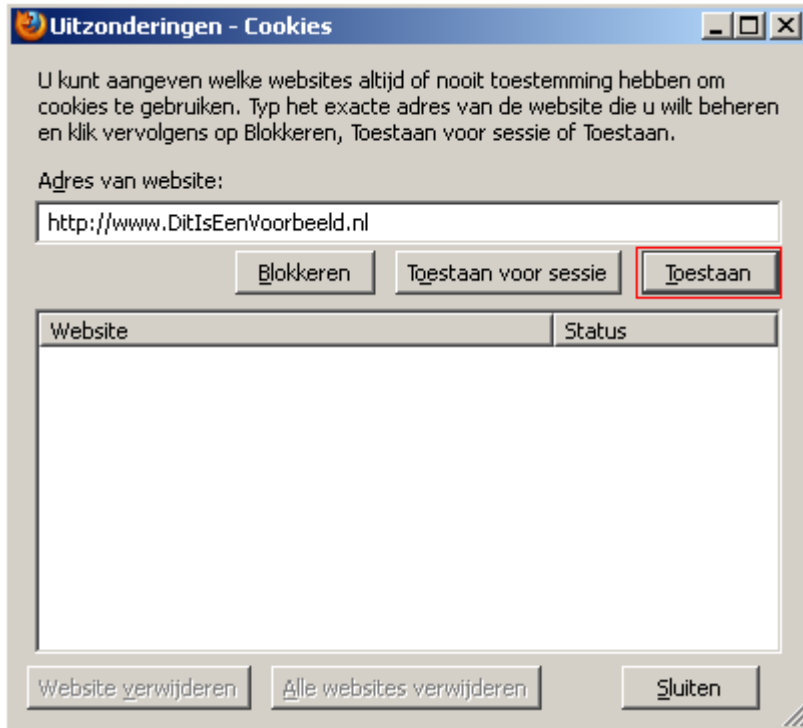 Uitzonderingen - Cookies
U kunt aangeven welke websites altijd of nooit toestemming hebben om
cookies te gebruiken. Typ het exacte adres van de website die u wilt beheren
en klik vervolgens op Blokkeren, Toestaan voor sessie of Toestaan.
Adres van website:
http://www.DitIsEenVoorbeeld.nl
Blokkeren Toestaan voor sessie Toestaan
Website Status
Website verwijderen Alle websites verwijderen Sluiten